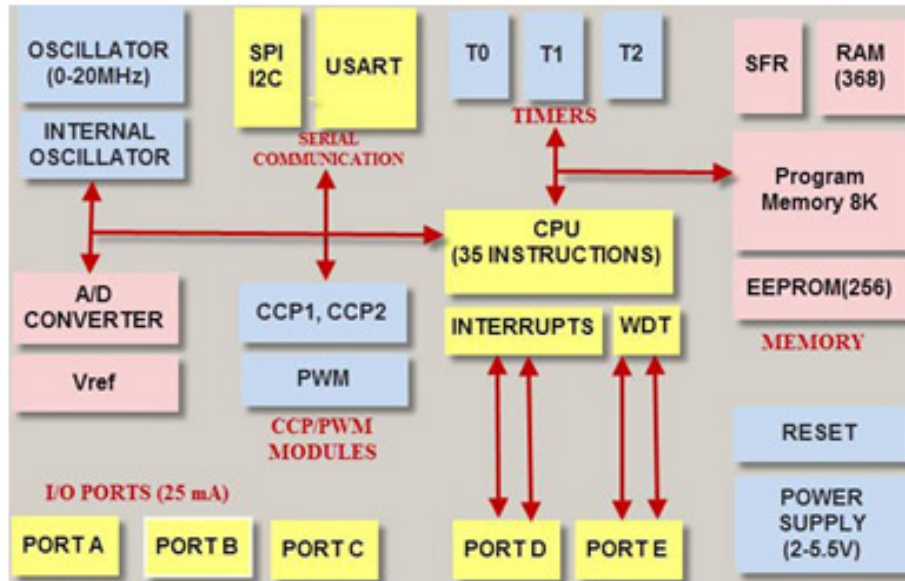 OSCILLATOR
(0-20MHz)
INTERNAL
OSCILLATOR
SPI
I2C
USART
SERIAL
COMMUNICATION
T0
T1
T2
TIMERS
SFR
RAM
(368)
Program
Memory 8K
EEPROM(256)
MEMORY
CPU
(35 INSTRUCTIONS)
INTERRUPTS
WDT
A/D
CONVERTER
Vref
CCP1, CCP2
PWM
CCP/PWM
MODULES
RESET
POWER
SUPPLY
(2-5.5V)
I/O PORTS (25 mA)
PORT A
PORT B
PORT C
PORT D
PORT E